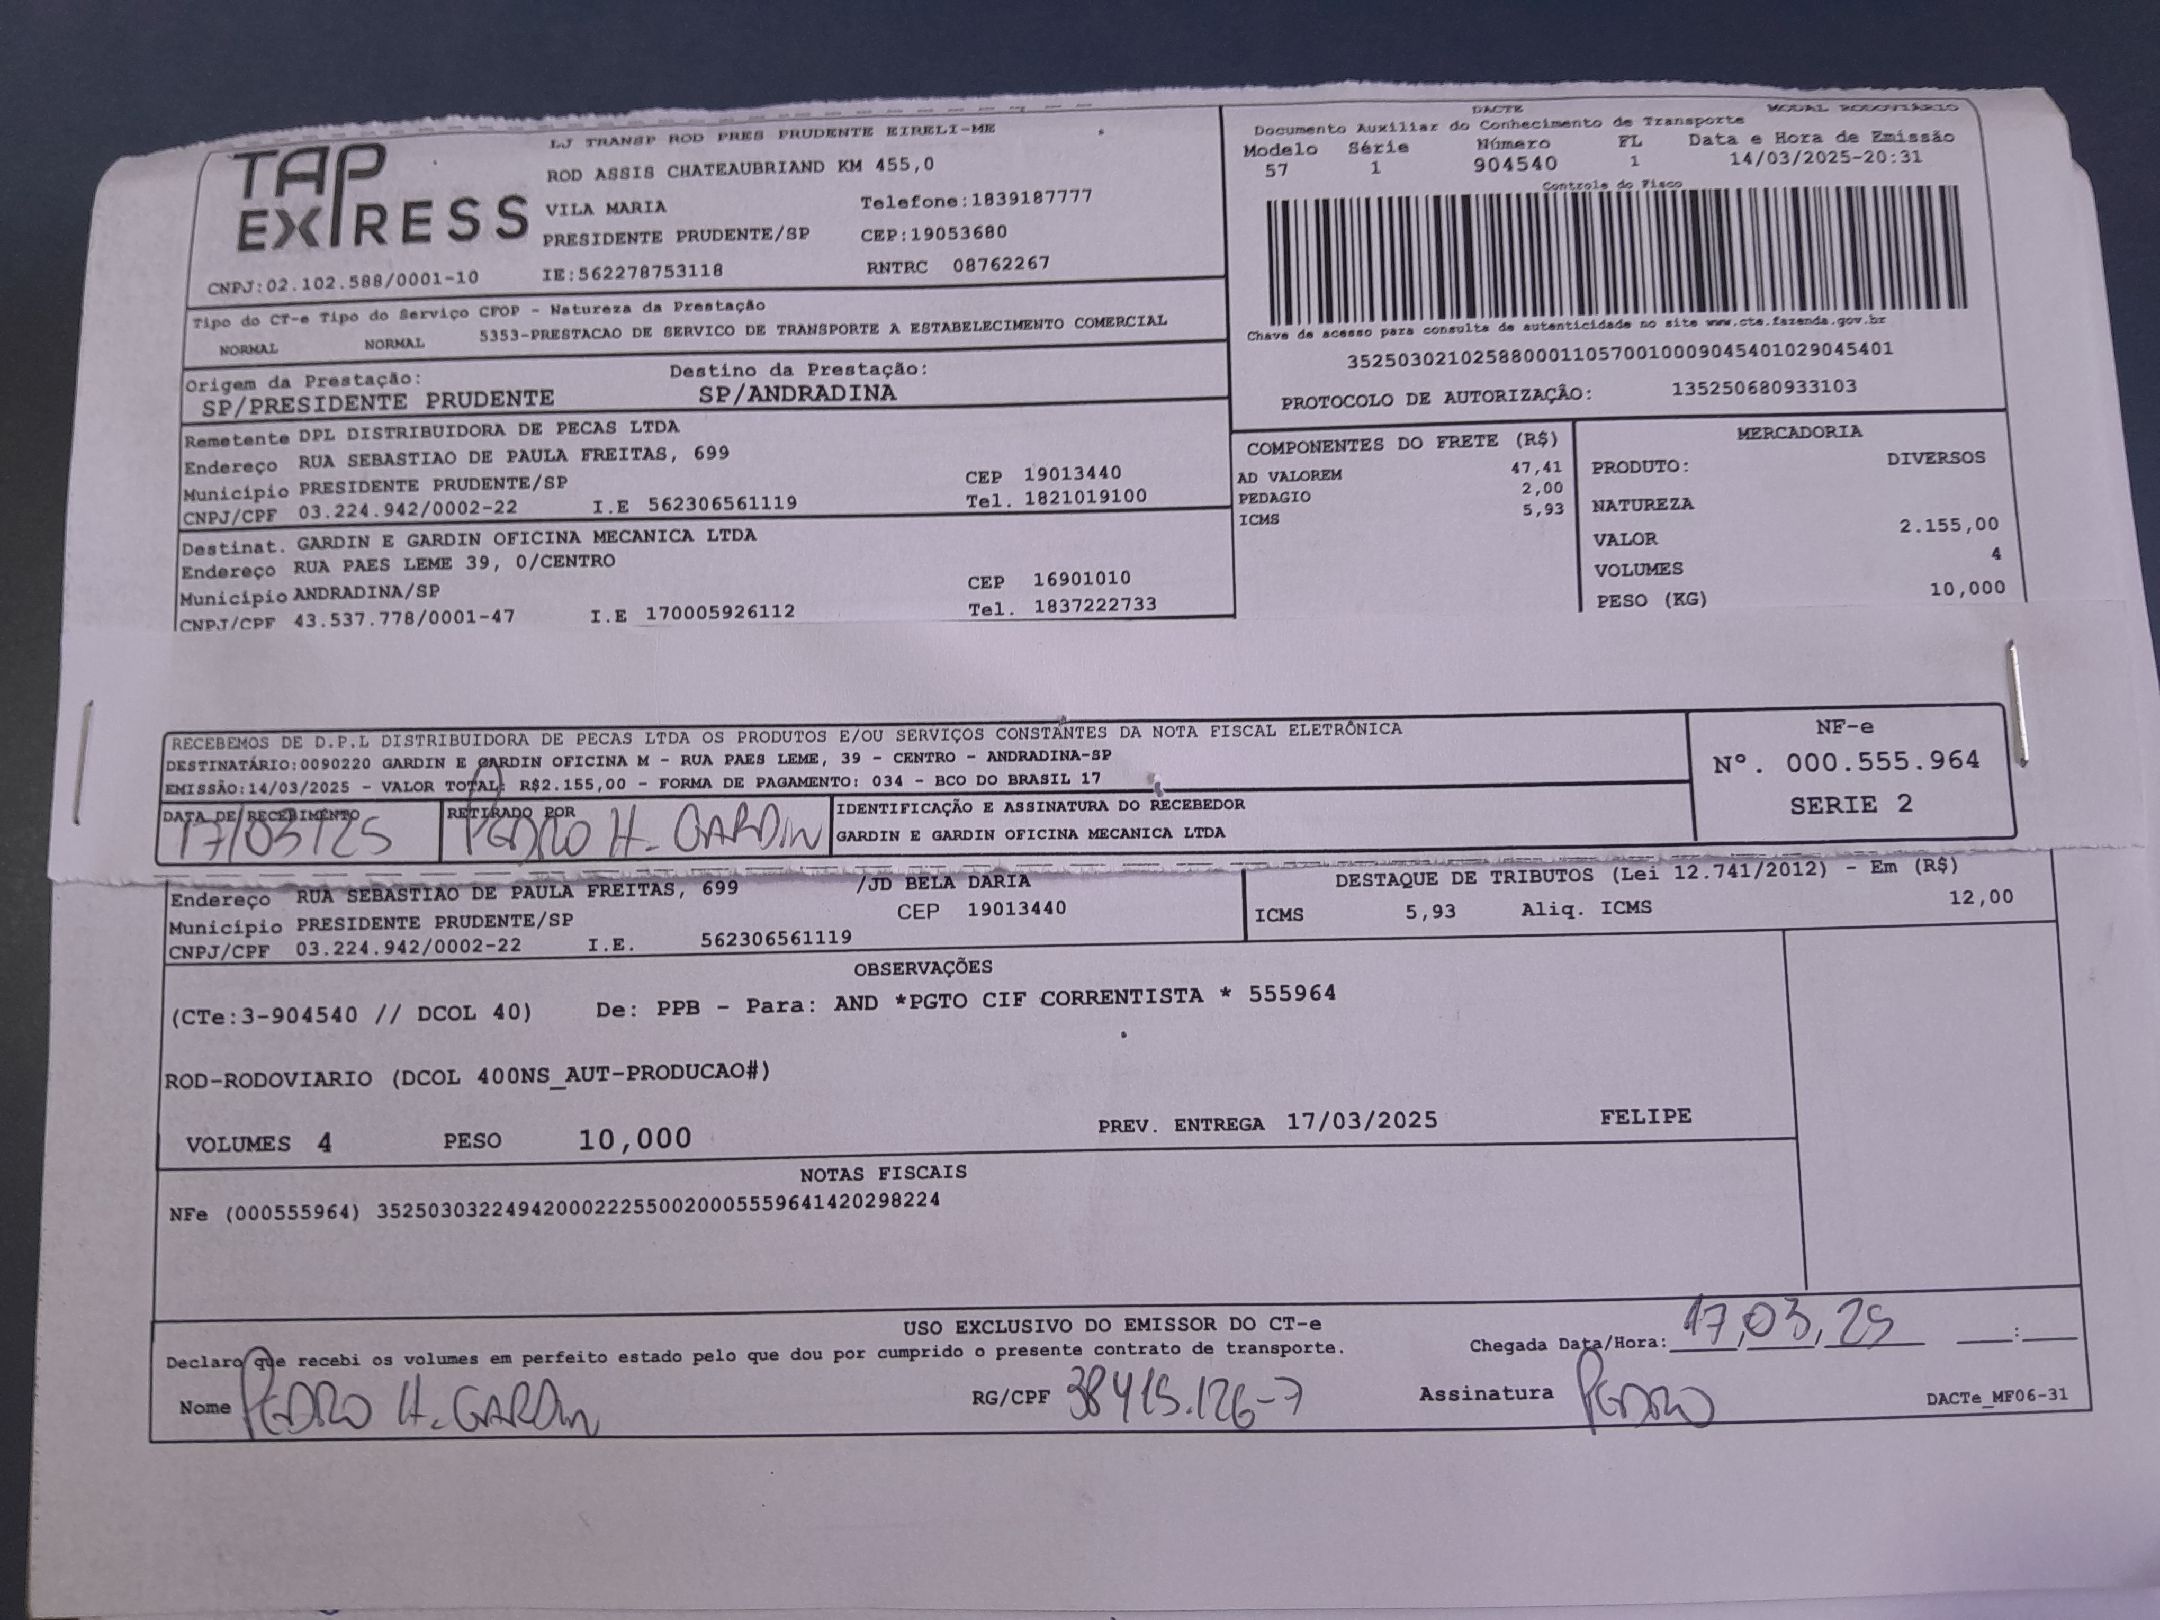 TAP EXPRESS
LJ TRANSP ROD PRES PRUDENTE EIRELI-ME
ROD ASSIS CHATEAUBRIAND KM 455,0
VILA MARIA Telefone:1839187777
PRESIDENTE PRUDENTE/SP CEP:19053680
CNPJ:02.102.588/0001-10 IE:562278753118 RNTRC 08762267
DACTE MODAL RODOVIÁRIO
Documento Auxiliar do Conhecimento de Transporte
Modelo Série Número FL Data e Hora de Emissão
57 1 904540 1 14/03/2025-20:31
Controle do Fisco
Chave de acesso para consulta de autenticidade no site www.cte.fazenda.gov.br
35250302102588000110570010009045401029045401
PROTOCOLO DE AUTORIZAÇÂO: 135250680933103
Tipo do CT-e Tipo do Serviço CFOP - Natureza da Prestação
NORMAL NORMAL 5353-PRESTACAO DE SERVICO DE TRANSPORTE A ESTABELECIMENTO COMERCIAL
Origem da Prestação: Destino da Prestação:
SP/PRESIDENTE PRUDENTE SP/ANDRADINA
Remetente DPL DISTRIBUIDORA DE PECAS LTDA
Endereço RUA SEBASTIAO DE PAULA FREITAS, 699
Município PRESIDENTE PRUDENTE/SP CEP 19013440
CNPJ/CPF 03.224.942/0002-22 I.E 562306561119 Tel. 1821019100
Destinat. GARDIN E GARDIN OFICINA MECANICA LTDA
Endereço RUA PAES LEME 39, 0/CENTRO
Município ANDRADINA/SP CEP 16901010
CNPJ/CPF 43.537.778/0001-47 I.E 170005926112 Tel. 1837222733
COMPONENTES DO FRETE (R$)
AD VALOREM 47,41
PEDAGIO 2,00
ICMS 5,93
MERCADORIA
PRODUTO: DIVERSOS
NATUREZA
VALOR 2.155,00
VOLUMES 4
PESO (KG) 10,000
RECEBEMOS DE D.P.L DISTRIBUIDORA DE PECAS LTDA OS PRODUTOS E/OU SERVIÇOS CONSTANTES DA NOTA FISCAL ELETRÔNICA
DESTINATÁRIO:0090220 GARDIN E GARDIN OFICINA M - RUA PAES LEME, 39 - CENTRO - ANDRADINA-SP
EMISSÃO:14/03/2025 - VALOR TOTAL: R$2.155,00 - FORMA DE PAGAMENTO: 034 - BCO DO BRASIL 17
NF-e
Nº. 000.555.964
SERIE 2
DATA DE RECEBIMENTO
17/03/25
RETIRADO POR
PEDRO H. GARDIN
IDENTIFICAÇÃO E ASSINATURA DO RECEBEDOR
GARDIN E GARDIN OFICINA MECANICA LTDA
Endereço RUA SEBASTIAO DE PAULA FREITAS, 699 /JD BELA DARIA
Município PRESIDENTE PRUDENTE/SP CEP 19013440
CNPJ/CPF 03.224.942/0002-22 I.E. 562306561119
DESTAQUE DE TRIBUTOS (Lei 12.741/2012) - Em (R$)
ICMS 5,93 Aliq. ICMS 12,00
OBSERVAÇÕES
(CTe:3-904540 // DCOL 40) De: PPB - Para: AND *PGTO CIF CORRENTISTA * 555964
ROD-RODOVIARIO (DCOL 400NS_AUT-PRODUCAO#)
VOLUMES 4 PESO 10,000 PREV. ENTREGA 17/03/2025 FELIPE
NOTAS FISCAIS
NFe (000555964) 35250303224942000222550020005559641420298224
USO EXCLUSIVO DO EMISSOR DO CT-e
Declaro que recebi os volumes em perfeito estado pelo que dou por cumprido o presente contrato de transporte.
Chegada Data/Hora: 17,03,25 :
Nome PEDRO H. GARDIN RG/CPF 38415.126-7 Assinatura PEDRO DACTe_MF06-31